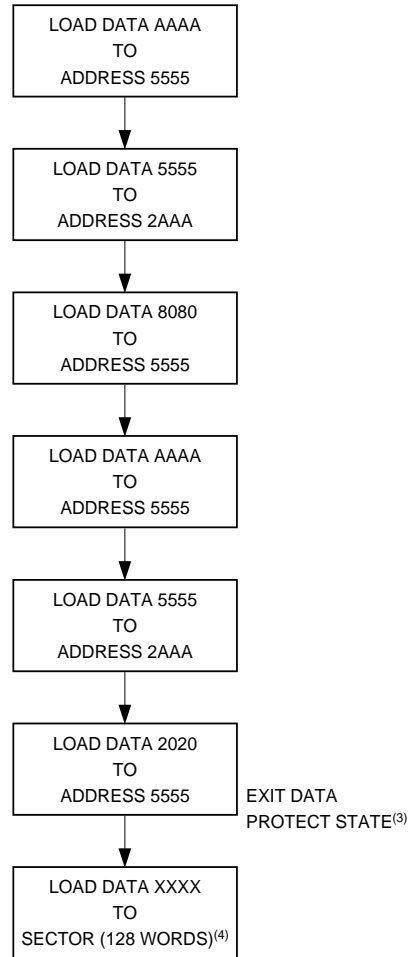 LOAD DATA AAAA
TO
ADDRESS 5555
LOAD DATA 5555
TO
ADDRESS 2AAA
LOAD DATA 8080
TO
ADDRESS 5555
LOAD DATA AAAA
TO
ADDRESS 5555
LOAD DATA 5555
TO
ADDRESS 2AAA
LOAD DATA 2020
TO
ADDRESS 5555
EXIT DATA
PROTECT STATE(3)
LOAD DATA XXXX
TO
SECTOR (128 WORDS)(4)